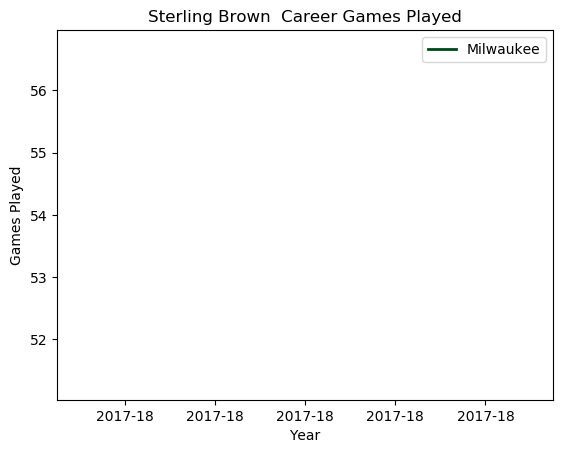 Sterling Brown  Career Games Played
Milwaukee
Games Played
56
55
54
53
52
2017-18 2017-18 2017-18 2017-18 2017-18
Year